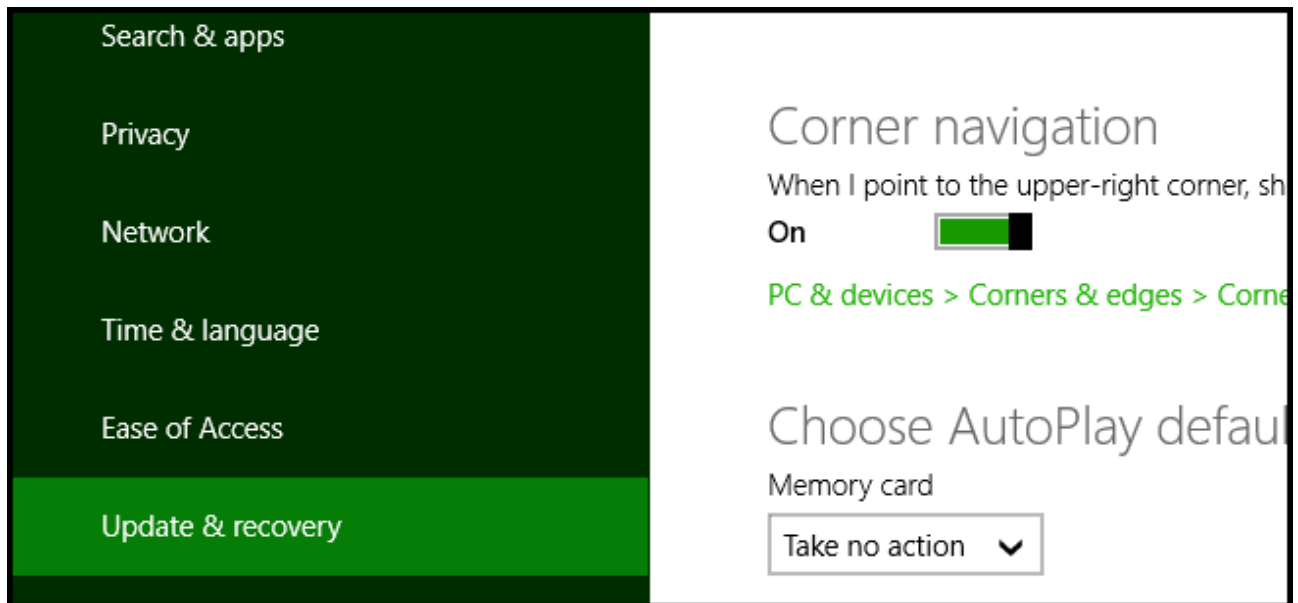 Search & apps
Privacy
Network
Time & language
Ease of Access
Update & recovery
Corner navigation
When I point to the upper-right corner, sh
On
PC & devices > Corners & edges > Corne
Choose AutoPlay defaul
Memory card
Take no action